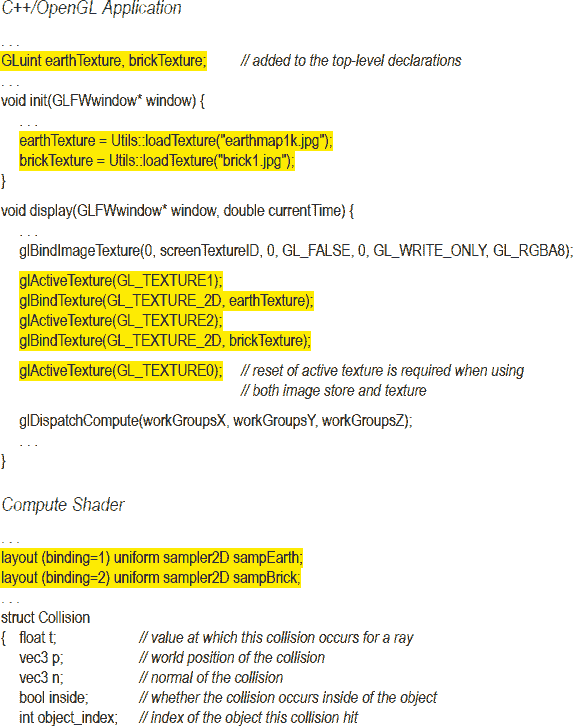 C++/OpenGL Application
. . .
GLuint earthTexture, brickTexture; // added to the top-level declarations
. . .
void init(GLFWwindow* window) {
. . .
earthTexture = Utils::loadTexture("earthmap1k.jpg");
brickTexture = Utils::loadTexture("brick1.jpg");
}
void display(GLFWwindow* window, double currentTime) {
. . .
glBindImageTexture(0, screenTextureID, 0, GL_FALSE, 0, GL_WRITE_ONLY, GL_RGBA8);
glActiveTexture(GL_TEXTURE1);
glBindTexture(GL_TEXTURE_2D, earthTexture);
glActiveTexture(GL_TEXTURE2);
glBindTexture(GL_TEXTURE_2D, brickTexture);
glActiveTexture(GL_TEXTURE0); // reset of active texture is required when using
// both image store and texture
glDispatchCompute(workGroupsX, workGroupsY, workGroupsZ);
. . .
}
Compute Shader
. . .
layout (binding=1) uniform sampler2D sampEarth;
layout (binding=2) uniform sampler2D sampBrick;
. . .
struct Collision
{ float t; // value at which this collision occurs for a ray
vec3 p; // world position of the collision
vec3 n; // normal of the collision
bool inside; // whether the collision occurs inside of the object
int object_index; // index of the object this collision hit